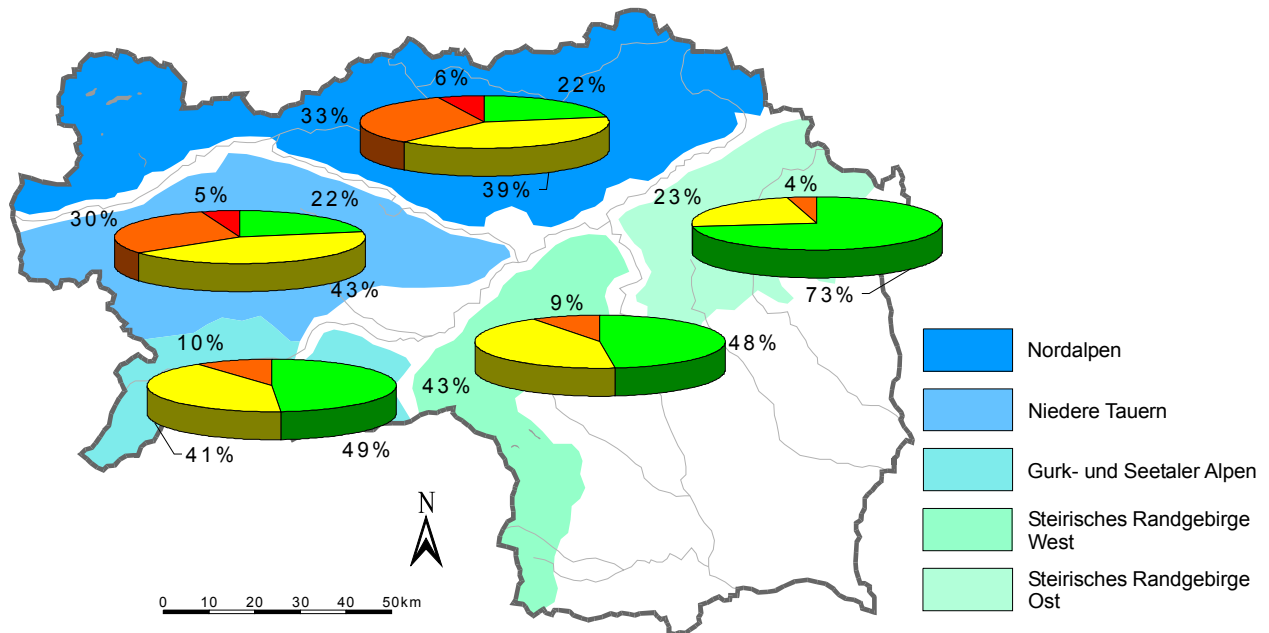 6%
22%
33%
39%
23%
4%
73%
5%
22%
30%
43%
9%
48%
43%
10%
41%
49%
N
0 10 20 30 40 50km
Nordalpen
Niedere Tauern
Gurk- und Seetaler Alpen
Steirisches Randgebirge
West
Steirisches Randgebirge
Ost